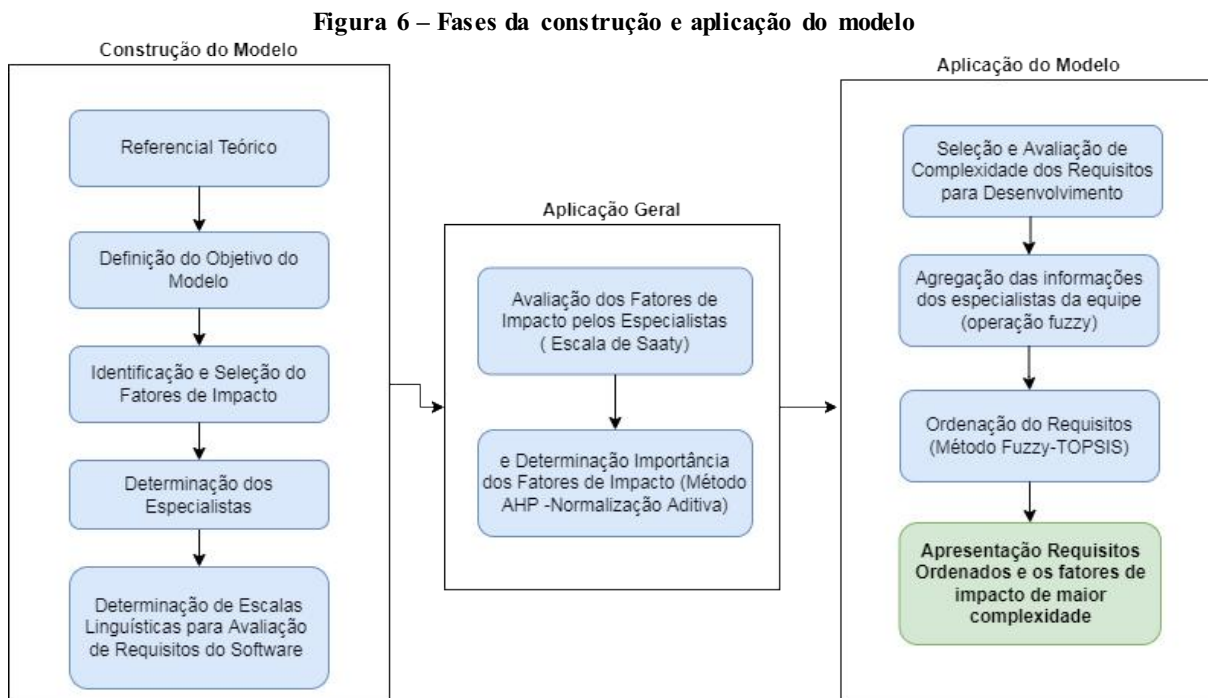 Figura 6 – Fases da construção e aplicação do modelo
Construção do Modelo
Referencial Teórico
Definição do Objetivo do
Modelo
Identificação e Seleção do
Fatores de Impacto
Determinação dos
Especialistas
Determinação de Escalas
Linguísticas para Avaliação
de Requisitos do Software
Aplicação Geral
Avaliação dos Fatores de
Impacto pelos Especialistas
( Escala de Saaty)
e Determinação Importância
dos Fatores de Impacto (Método
AHP -Normalização Aditiva)
Aplicação do Modelo
Seleção e Avaliação de
Complexidade dos Requisitos
para Desenvolvimento
Agregação das informações
dos especialistas da equipe
(operação fuzzy)
Ordenação do Requisitos
(Método Fuzzy-TOPSIS)
Apresentação Requisitos
Ordenados e os fatores de
impacto de maior
complexidade